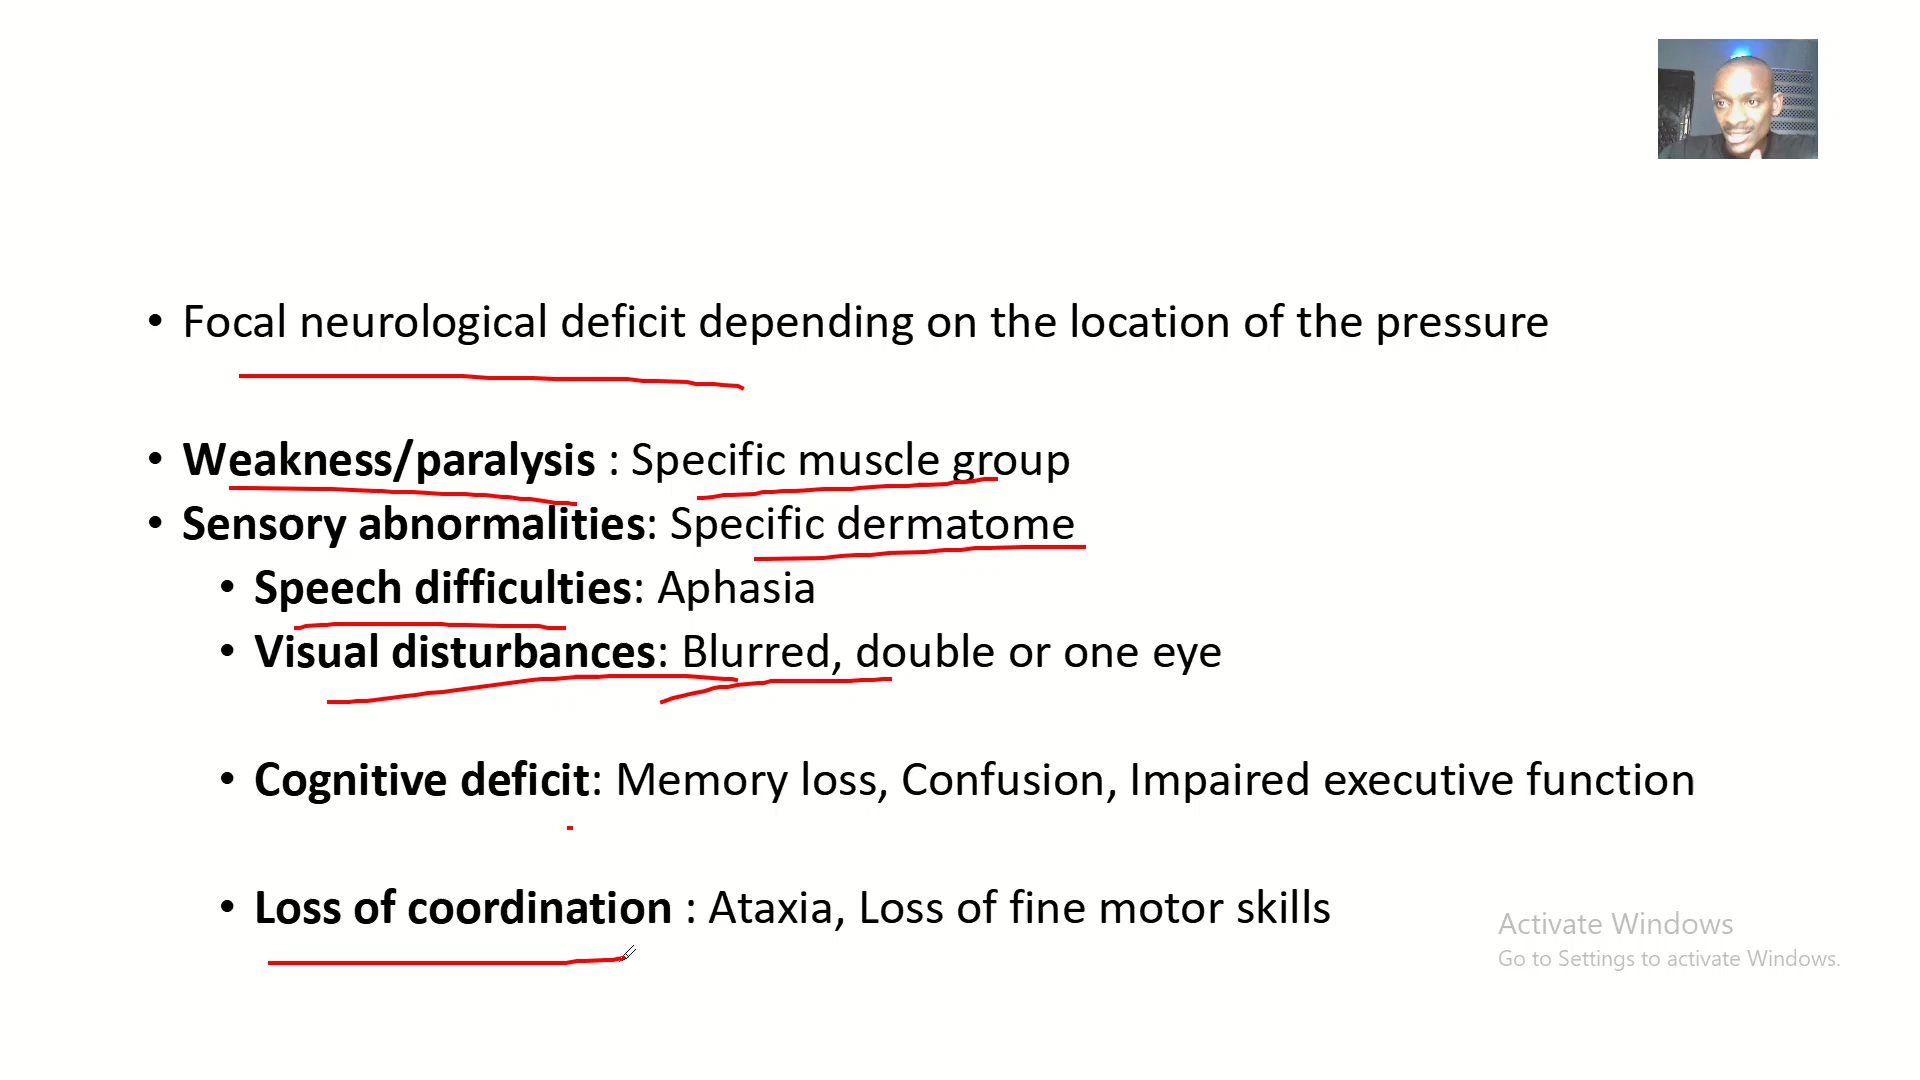 • Focal neurological deficit depending on the location of the pressure
• Weakness/paralysis : Specific muscle group
• Sensory abnormalities: Specific dermatome
• Speech difficulties: Aphasia
• Visual disturbances: Blurred, double or one eye
• Cognitive deficit: Memory loss, Confusion, Impaired executive function
• Loss of coordination : Ataxia, Loss of fine motor skills
Activate Windows
Go to Settings to activate Windows.